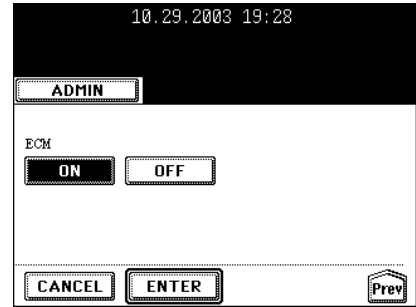 10.29.2003 19:28
ADMIN
ECM
ON OFF
CANCEL ENTER Prev